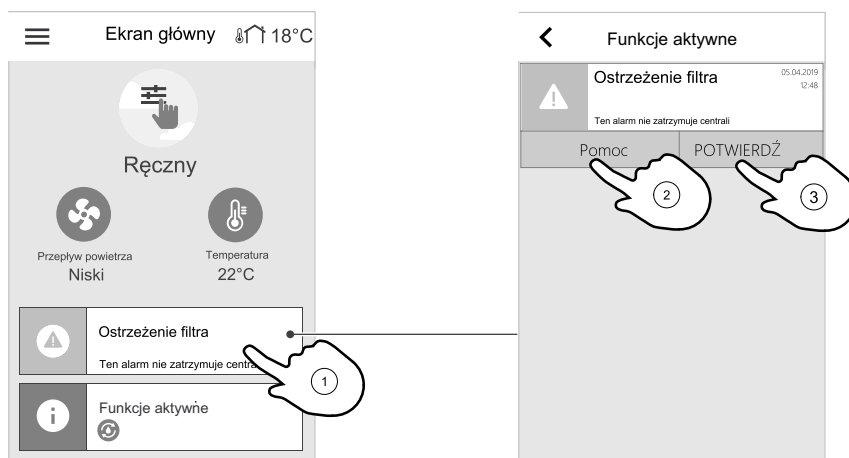 Ekran główny
18°C
Ręczny
Przepływ powietrza
Niski
Temperatura
22°C
Ostrzeżenie filtra
Ten alarm nie zatrzymuje
1
Funkcje aktywne
Funkcje aktywne
Ostrzeżenie filtra
05.04.2019
12:48
Ten alarm nie zatrzymuje centrali
Pomoc
POTWIERDŹ
2
3